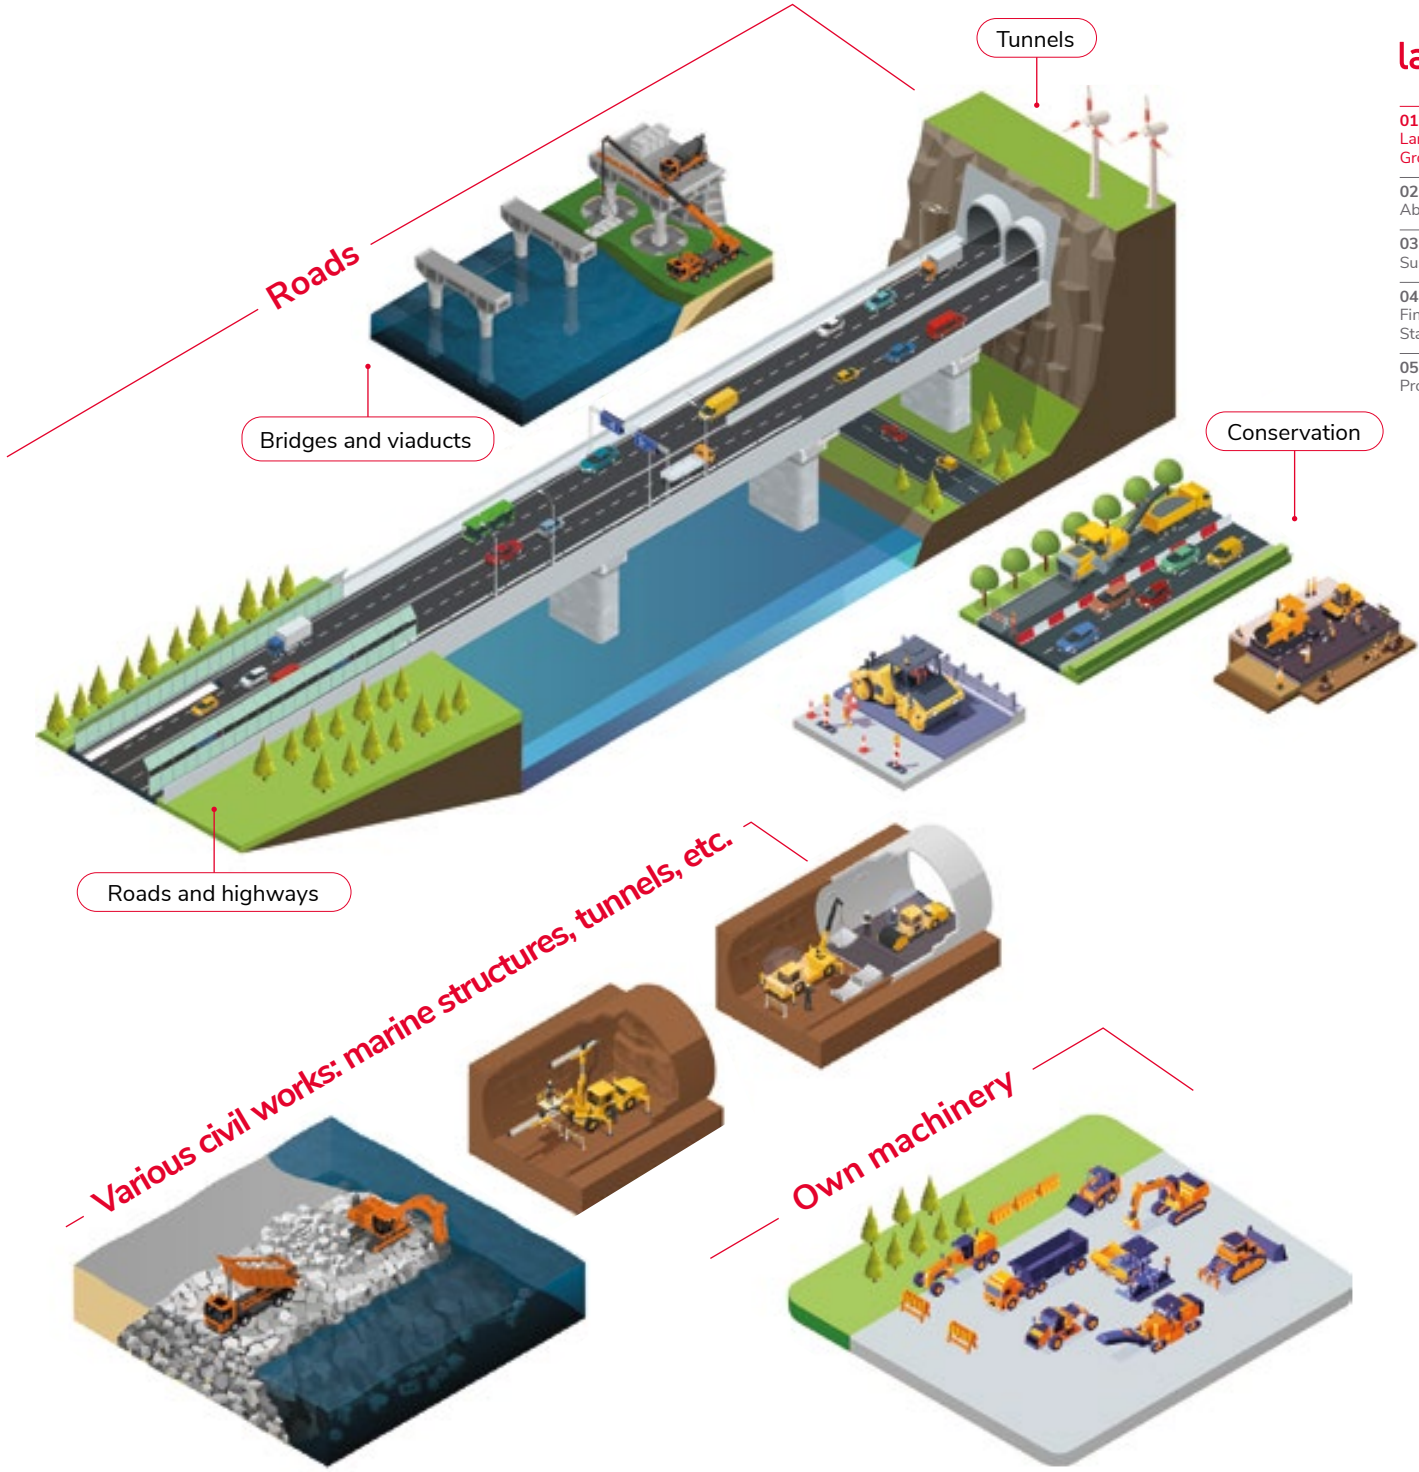 Tunnels
Roads
Bridges and viaducts
Conservation
Roads and highways
Various civil works: marine structures, tunnels, etc.
Own machinery
01
02
03
04
05